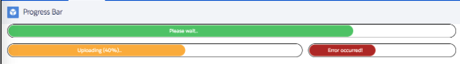 Progress Bar
Please wait..
Uploading (40%)..
Error occurred!